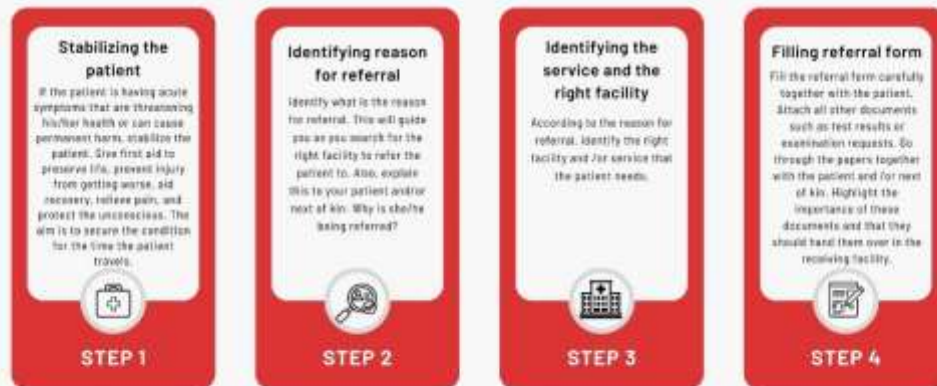 Stabilizing the
patient
If the patient is having acute
symptoms that are threatening
his/her health or can cause
permanent harm, stabilize the
patient. Give first aid to
preserve life, prevent injury
from getting worse, aid
recovery, relieve pain, and
protect the unconscious. The
aim is to secure the condition
for the time the patient
travels.
STEP 1
Identifying reason
for referral
Identify what is the reason
for referral. This will guide
you as you search for the
right facility to refer the
patient to. Also, explain
this to your patient and/or
next of kin: Why is she/he
being referred?
STEP 2
Identifying the
service and the
right facility
According to the reason for
referral, identify the right
facility and /or service that
the patient needs.
STEP 3
Filling referral form
Fill the referral form carefully
together with the patient.
Attach all other documents
such as test results or
examination requests. Go
through the papers together
with the patient and /or next
of kin. Highlight the
importance of these
documents and that they
should hand them over in the
receiving facility.
STEP 4